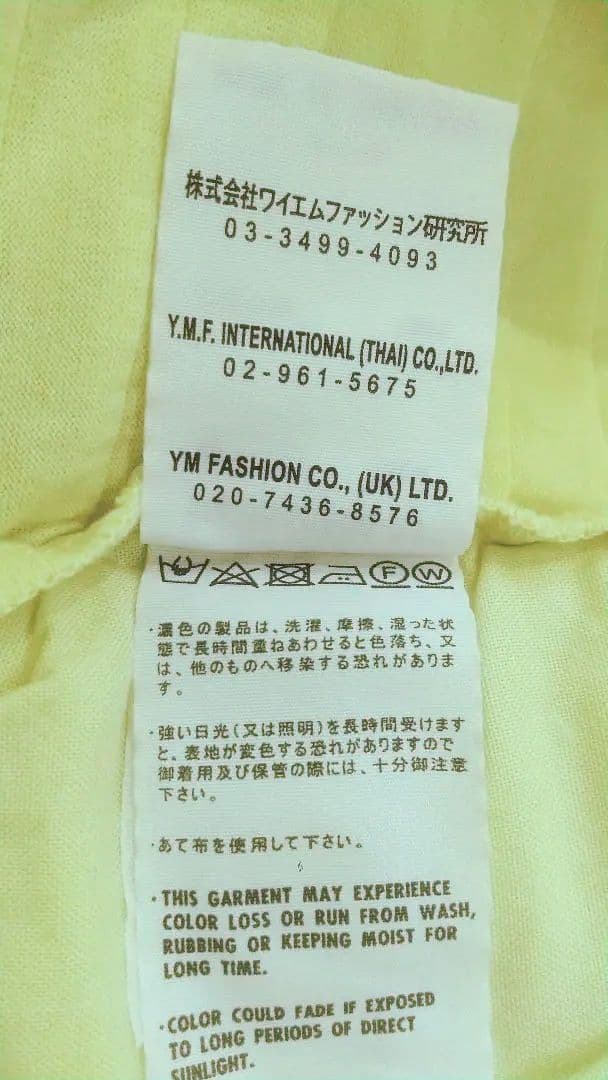 株式会社ワイエムファッション研究所
03-3499-4093
Y.M.F. INTERNATIONAL (THAI) CO.,LTD.
02-961-5675
YM FASHION CO., (UK) LTD.
020-7436-8576
F W
・濃色の製品は、洗濯、摩擦、湿った状
態で長時間重ねあわせると色落ち、又
は、他のものへ移染する恐れがありま
す。
・強い日光(又は照明)を長時間受けます
と、表地が変色する恐れがありますので
御着用及び保管の際には、十分御注意
下さい。
・あて布を使用して下さい。
・THIS GARMENT MAY EXPERIENCE
COLOR LOSS OR RUN FROM WASH,
RUBBING OR KEEPING MOIST FOR
LONG TIME.
・COLOR COULD FADE IF EXPOSED
TO LONG PERIODS OF DIRECT
SUNLIGHT.